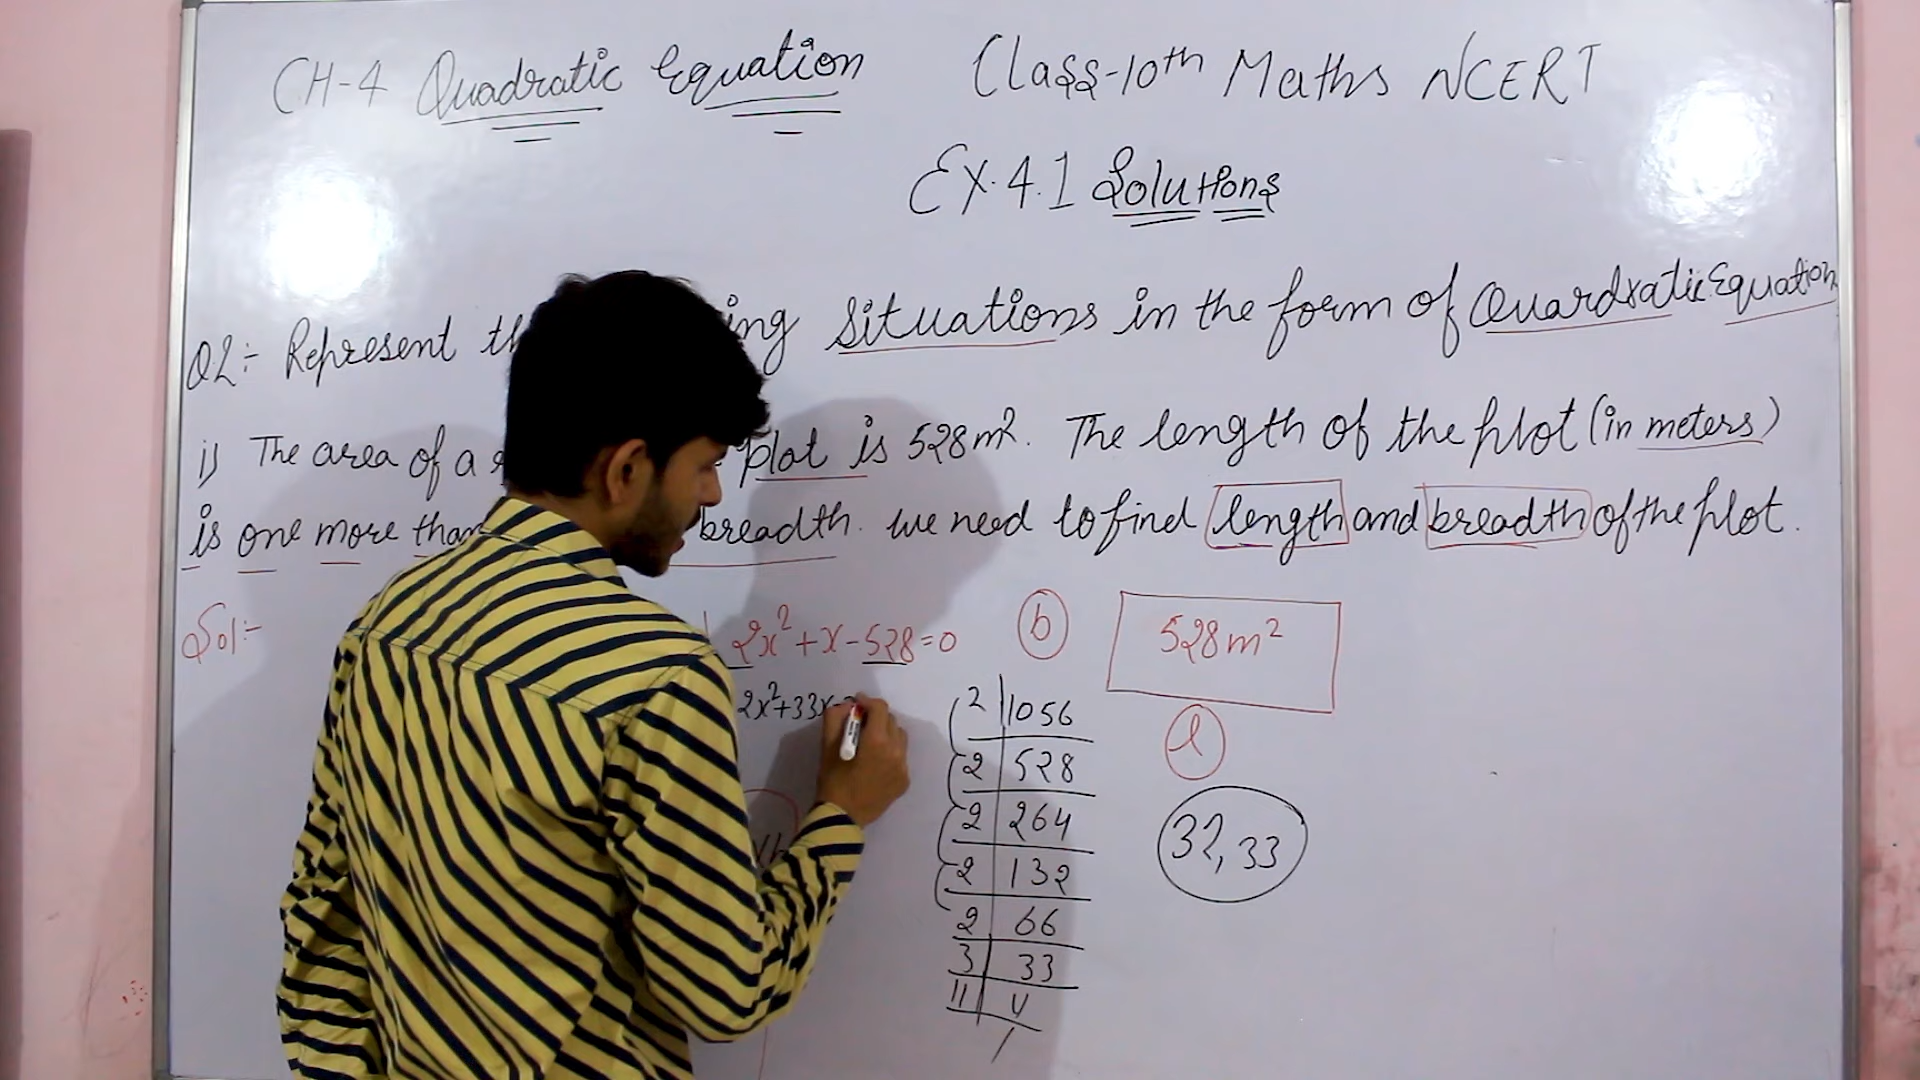 CH-4 Quadratic Equation Class-10th Maths NCERT
EX.4.1 Solutions
Q2:- Represent th ing situations in the form of Quardratic Equation
i) The area of a plot is 528m². The length of the plot (in meters)
is one more than breadth. we need to find length and breadth of the plot.
Sol:- 2x²+x-528=0 b 528m²
2x²+33x-
l
2 1056
2 528
2 264
2 132
2 66
3 33
11
32, 33